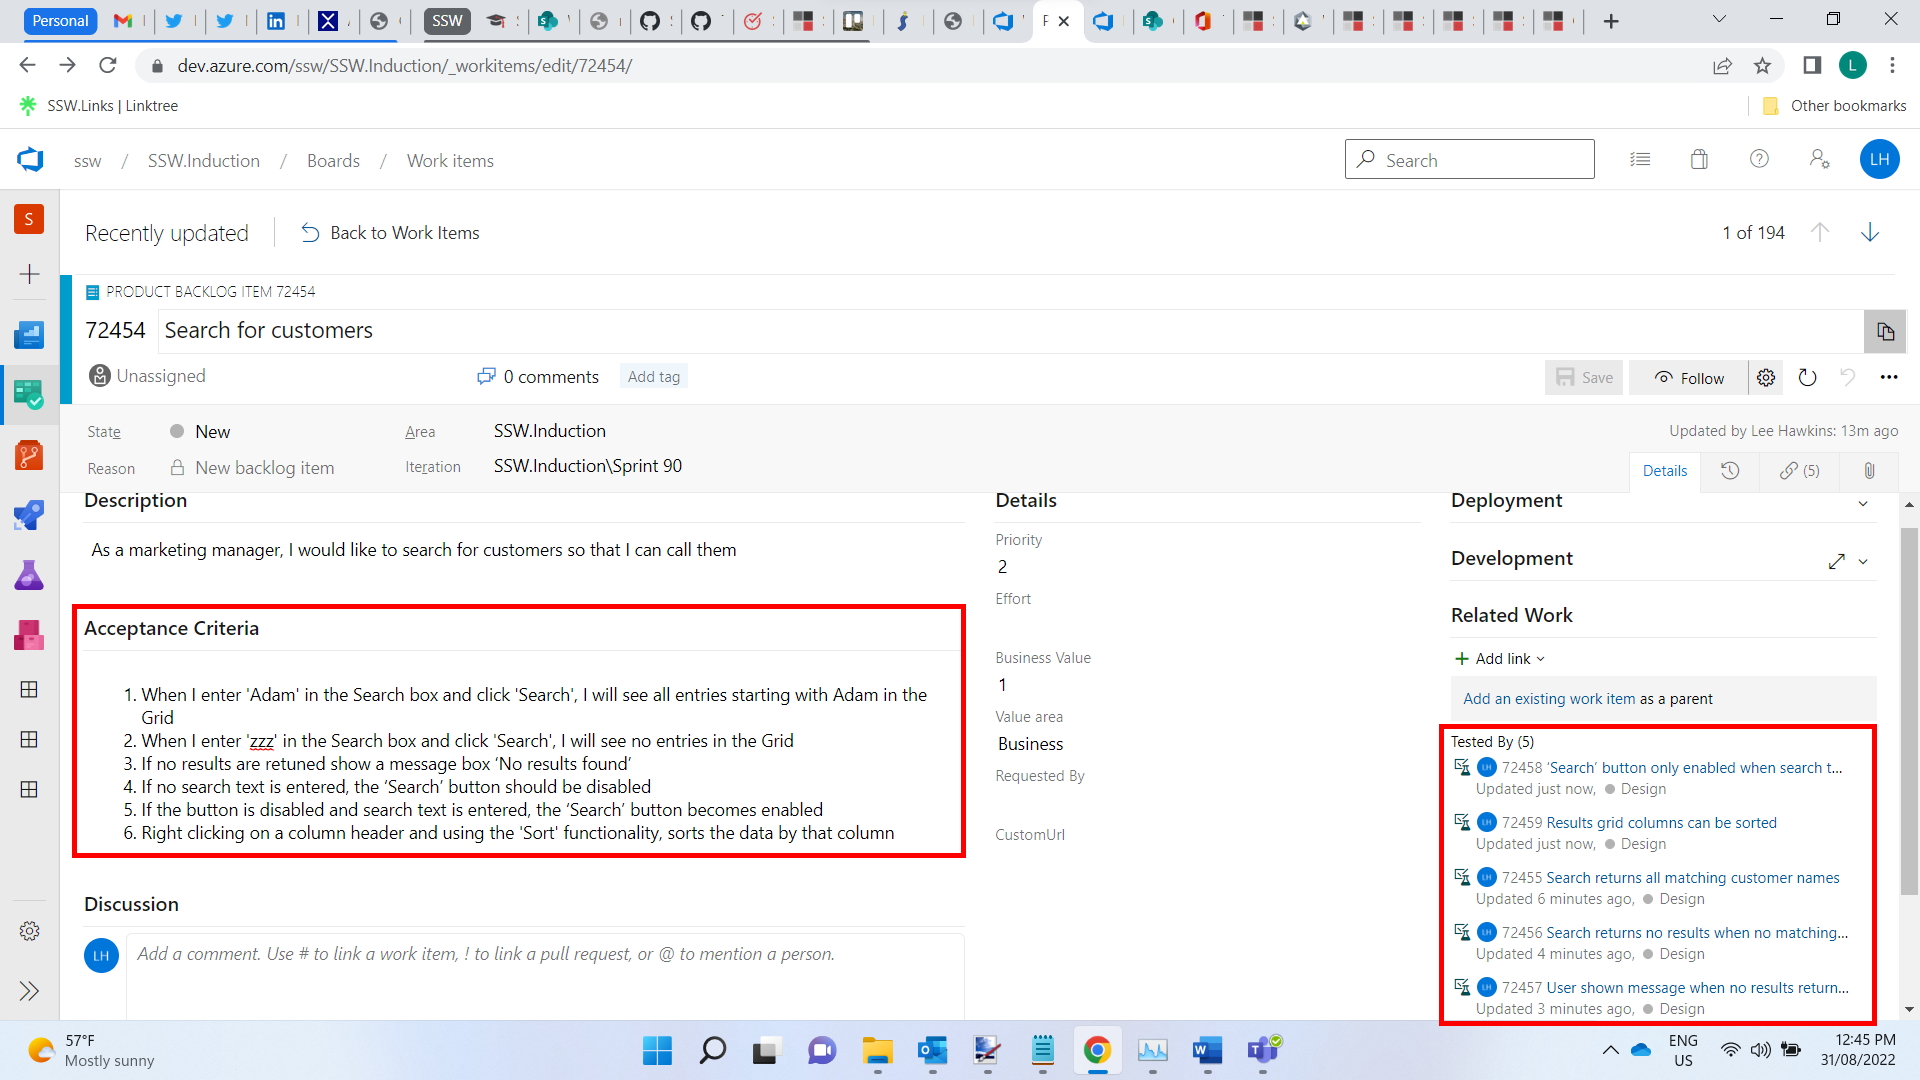 Personal
SSW
dev.azure.com/ssw/SSW.Induction/_workitems/edit/72454/
L
SSW.Links | Linktree
Other bookmarks
ssw / SSW.Induction / Boards / Work items
Search
LH
S
Recently updated
Back to Work Items
1 of 194
PRODUCT BACKLOG ITEM 72454
72454 Search for customers
Unassigned
0 comments
Add tag
Save
Follow
State
New
Area
SSW.Induction
Updated by Lee Hawkins: 13m ago
Reason
New backlog item
Iteration
SSW.Induction\Sprint 90
Details
(5)
Description
As a marketing manager, I would like to search for customers so that I can call them
Acceptance Criteria
1. When I enter 'Adam' in the Search box and click 'Search', I will see all entries starting with Adam in the
Grid
2. When I enter 'zzz' in the Search box and click 'Search', I will see no entries in the Grid
3. If no results are retuned show a message box ‘No results found’
4. If no search text is entered, the ‘Search’ button should be disabled
5. If the button is disabled and search text is entered, the ‘Search’ button becomes enabled
6. Right clicking on a column header and using the 'Sort' functionality, sorts the data by that column
Discussion
LH
Add a comment. Use # to link a work item, ! to link a pull request, or @ to mention a person.
Details
Priority
2
Effort
Business Value
1
Value area
Business
Requested By
CustomUrl
Deployment
Development
Related Work
Add link
Add an existing work item as a parent
Tested By (5)
LH 72458 ‘Search’ button only enabled when search t...
Updated just now, Design
LH 72459 Results grid columns can be sorted
Updated just now, Design
LH 72455 Search returns all matching customer names
Updated 6 minutes ago, Design
LH 72456 Search returns no results when no matching...
Updated 4 minutes ago, Design
LH 72457 User shown message when no results return...
Updated 3 minutes ago, Design
57°F
Mostly sunny
ENG
US
12:45 PM
31/08/2022